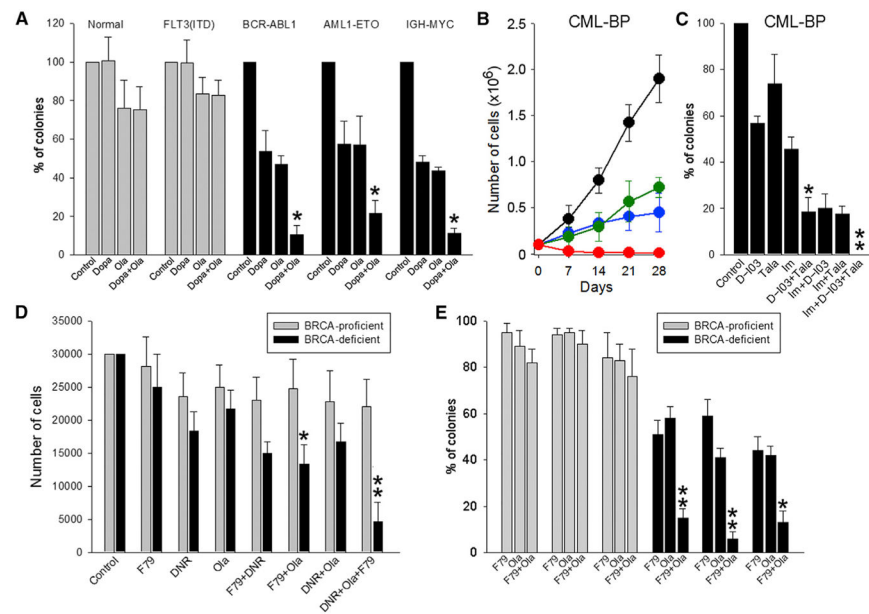 A
Normal
FLT3(ITD)
BCR-ABL1
AML1-ETO
IGH-MYC
% of colonies
100
80
60
40
20
0
Control
Dopa
Ola
Dopa+Ola
Control
Dopa
Ola
Dopa+Ola
Control
Dopa
Ola
Dopa+Ola
Control
Dopa
Ola
Dopa+Ola
Control
Dopa
Ola
Dopa+Ola
*
*
*
B
CML-BP
Number of cells (x10⁶)
2.5
2.0
1.5
1.0
0.5
0
0 7 14 21 28
Days
C
CML-BP
% of colonies
100
80
60
40
20
0
Control
D-I03
Tala
Im
D-I03+Tala
Im+D-I03
Im+Tala
Im+D-I03+Tala
*
**
D
BRCA-proficient
BRCA-deficient
Number of cells
35000
30000
25000
20000
15000
10000
5000
0
Control
F79
DNR
Ola
F79+DNR
F79+Ola
DNR+Ola
DNR+Ola+F79
*
**
E
BRCA-proficient
BRCA-deficient
% of colonies
100
80
60
40
20
0
F79
Ola
F79+Ola
F79
Ola
F79+Ola
F79
Ola
F79+Ola
F79
Ola
F79+Ola
F79
Ola
F79+Ola
F79
Ola
F79+Ola
**
**
*